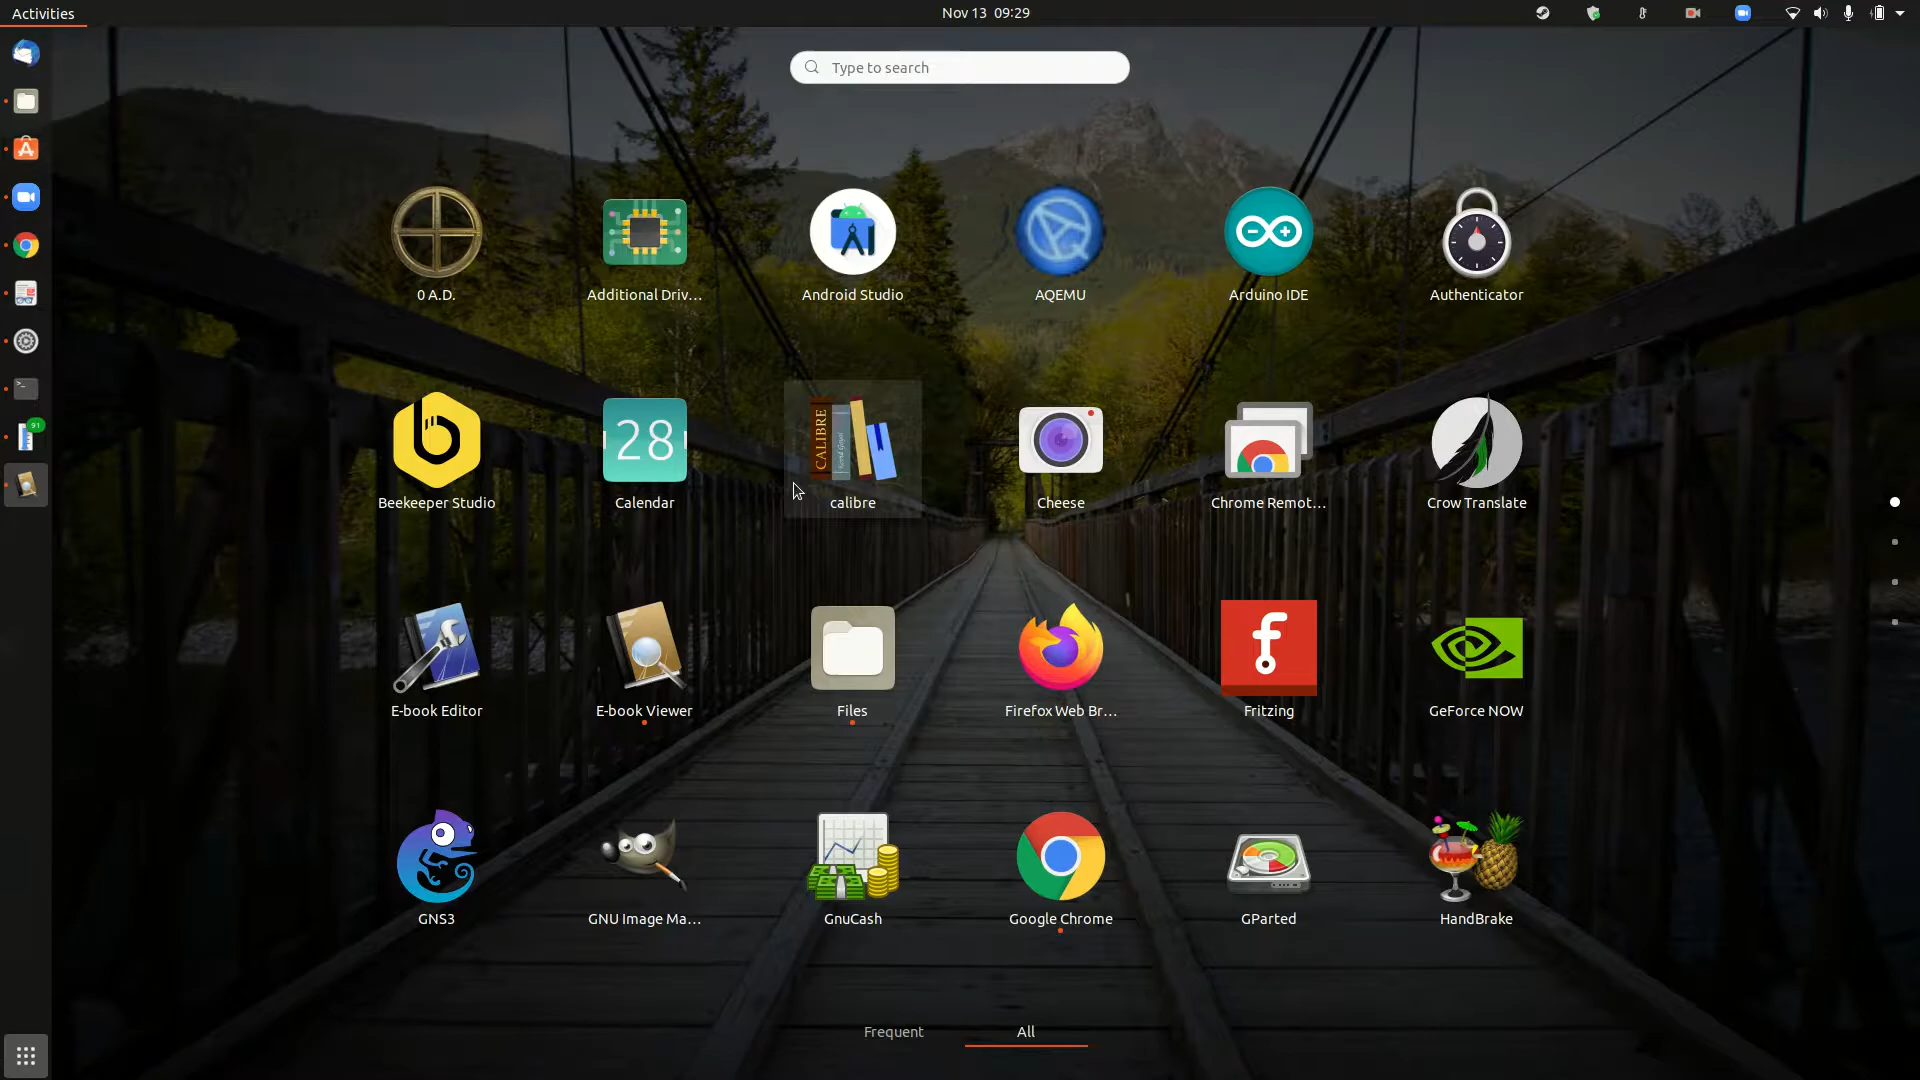 Activities
Nov 13 09:29
Type to search
0 A.D.
Additional Driv...
Android Studio
AQEMU
Arduino IDE
Authenticator
Beekeeper Studio
28
Calendar
CALIBRE
calibre
Cheese
Chrome Remot...
Crow Translate
91
E-book Editor
E-book Viewer
Files
Firefox Web Br...
f
Fritzing
GeForce NOW
GNS3
GNU Image Ma...
GnuCash
Google Chrome
GParted
HandBrake
Frequent
All